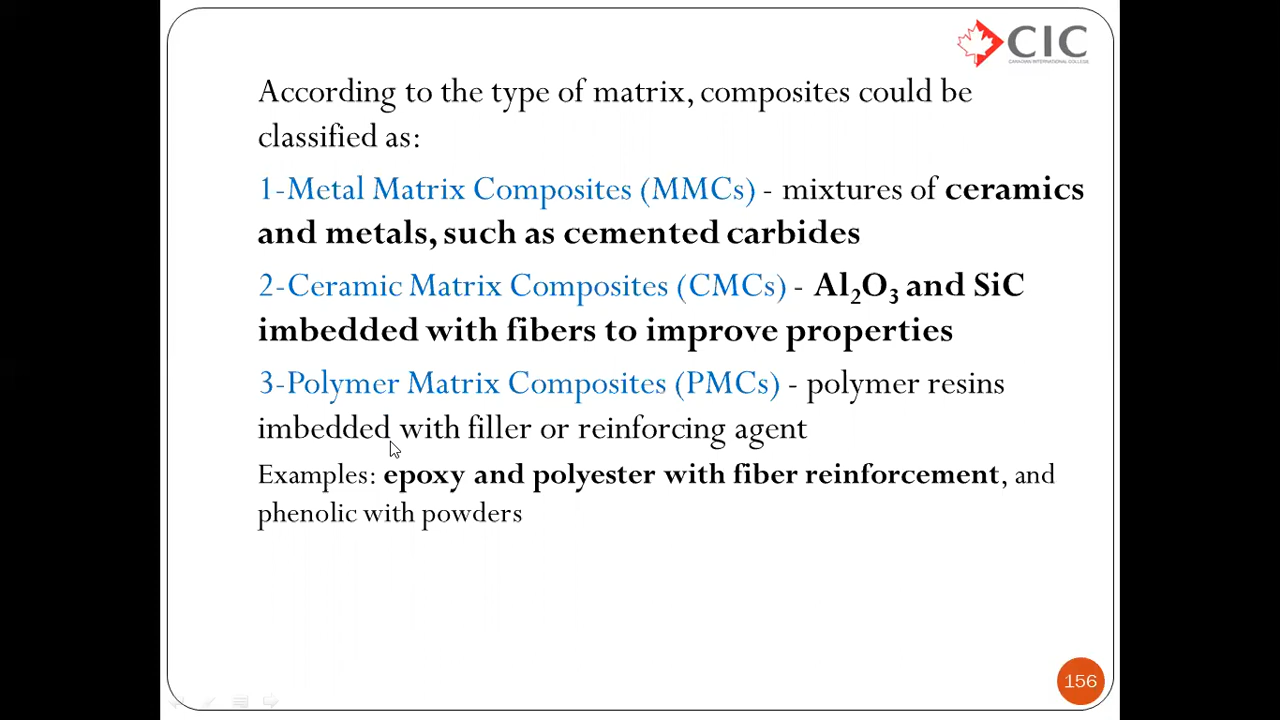 CIC
CANADIAN INTERNATIONAL COLLEGE
According to the type of matrix, composites could be
classified as:
1-Metal Matrix Composites (MMCs) - mixtures of ceramics
and metals, such as cemented carbides
2-Ceramic Matrix Composites (CMCs) - Al₂O₃ and SiC
imbedded with fibers to improve properties
3-Polymer Matrix Composites (PMCs) - polymer resins
imbedded with filler or reinforcing agent
Examples: epoxy and polyester with fiber reinforcement, and
phenolic with powders
156